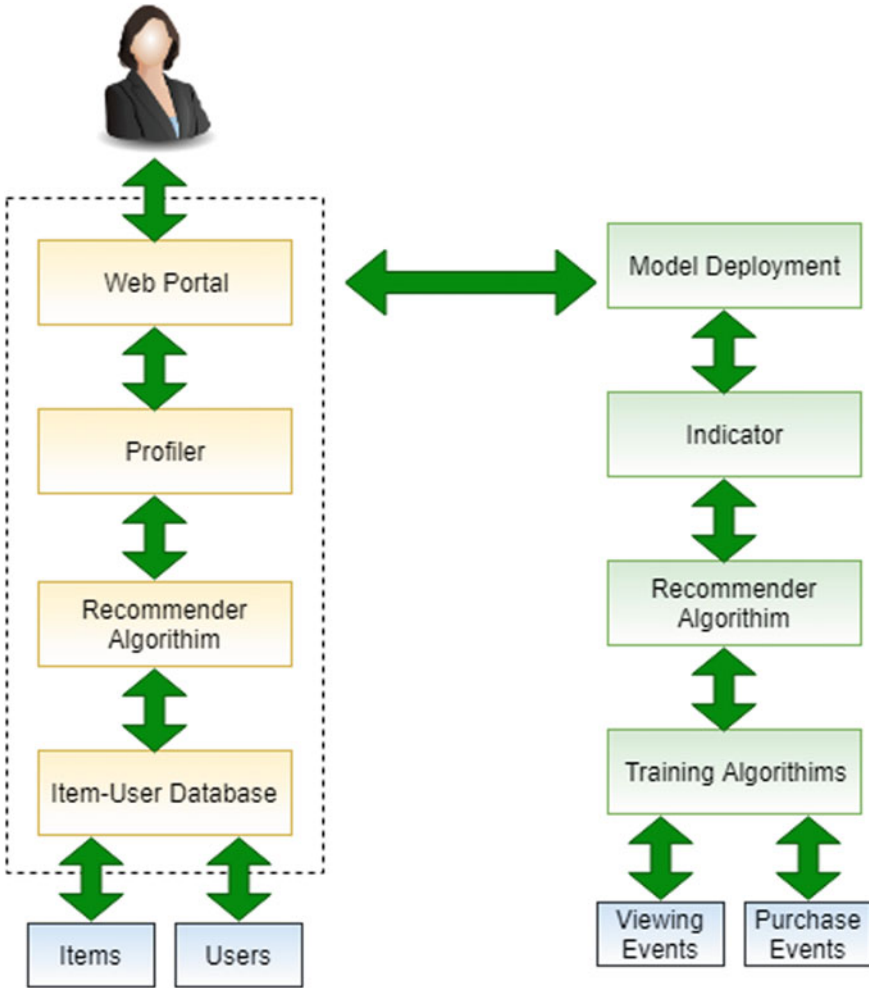 Web Portal
Profiler
Recommender
Algorithim
Item-User Database
Items
Users
Model Deployment
Indicator
Recommender
Algorithim
Training Algorithims
Viewing
Events
Purchase
Events